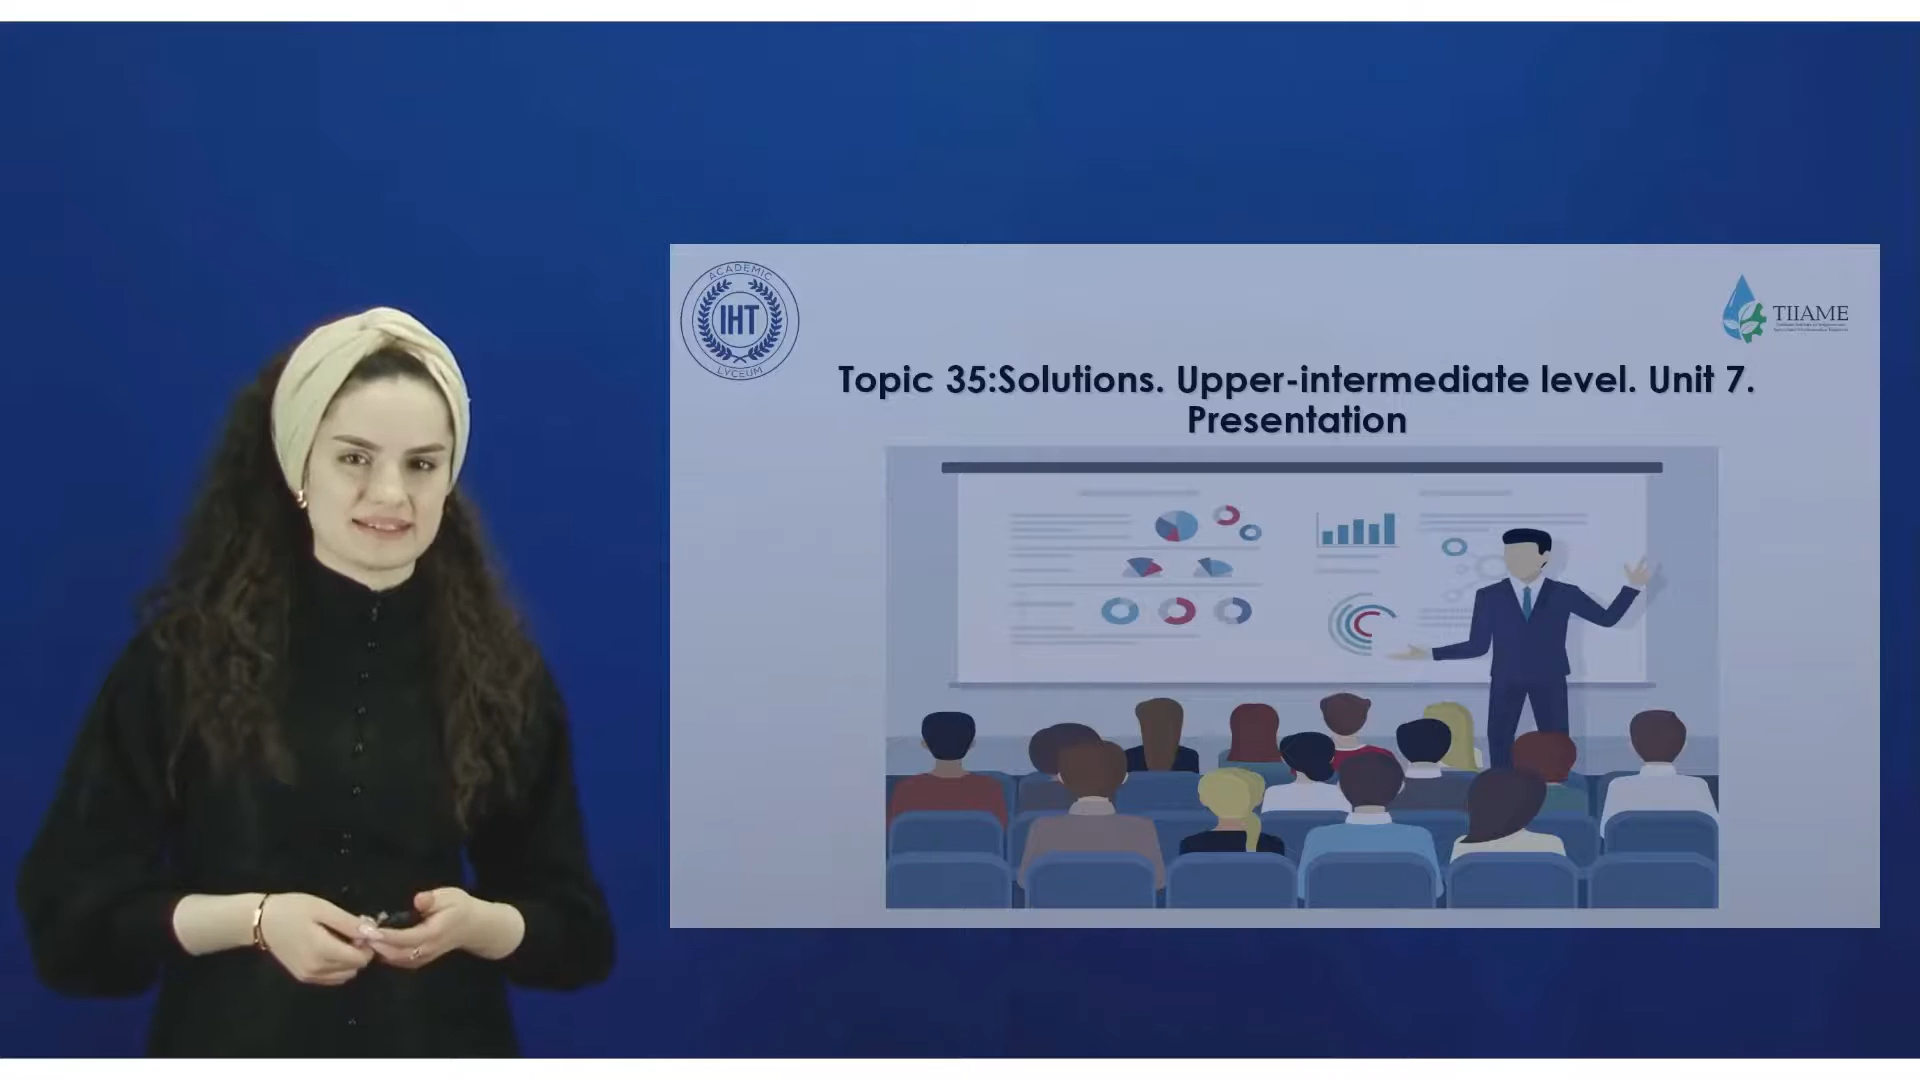 ACADEMIC
IHT
LYCEUM
TIIAME
Topic 35:Solutions. Upper-intermediate level. Unit 7.
Presentation